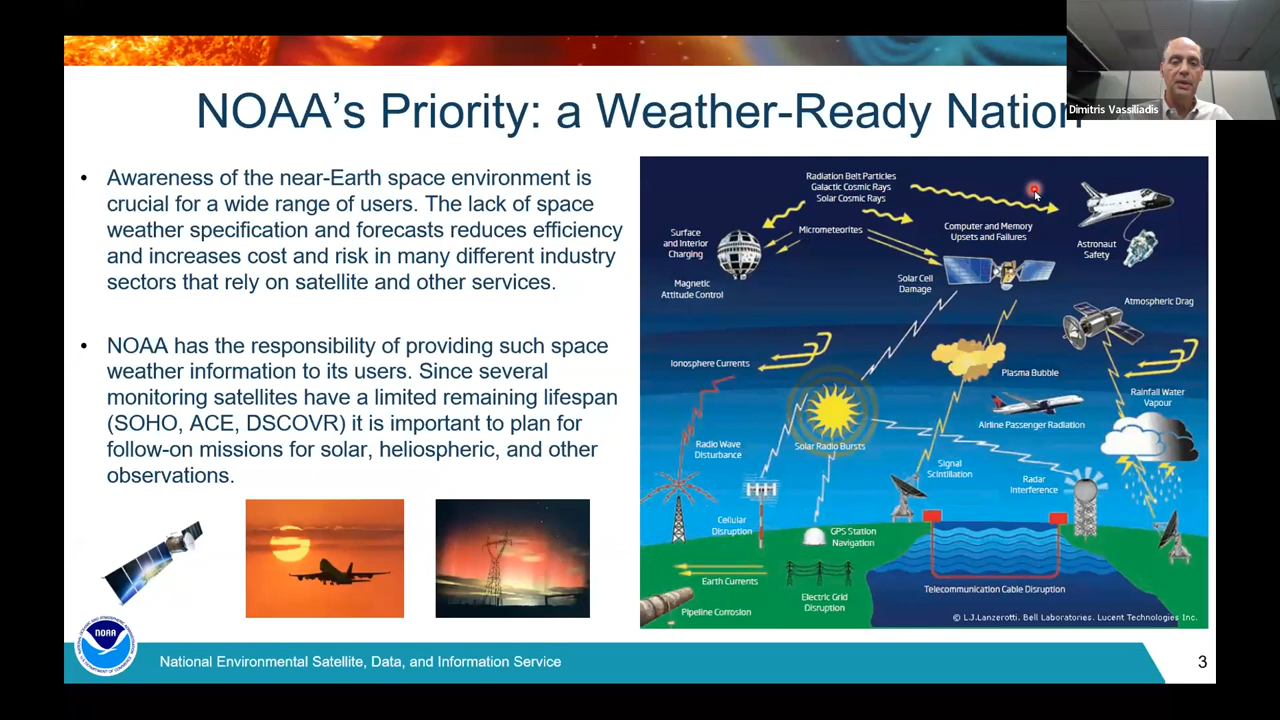 NOAA's Priority: a Weather-Ready Nation
Dimitris Vassiliadis
• Awareness of the near-Earth space environment is
crucial for a wide range of users. The lack of space
weather specification and forecasts reduces efficiency
and increases cost and risk in many different industry
sectors that rely on satellite and other services.
• NOAA has the responsibility of providing such space
weather information to its users. Since several
monitoring satellites have a limited remaining lifespan
(SOHO, ACE, DSCOVR) it is important to plan for
follow-on missions for solar, heliospheric, and other
observations.
Radiation Belt Particles
Galactic Cosmic Rays
Solar Cosmic Rays
Micrometeorites
Computer and Memory
Upsets and Failures
Surface
and Interior
Charging
Astronaut
Safety
Magnetic
Attitude Control
Solar Cell
Damage
Atmospheric Drag
Ionosphere Currents
Plasma Bubble
Rainfall Water
Vapour
Airline Passenger Radiation
Radio Wave
Disturbance
Solar Radio Bursts
Signal
Scintillation
Radar
Interference
Cellular
Disruption
GPS Station
Navigation
Earth Currents
Electric Grid
Disruption
Telecommunication Cable Disruption
Pipeline Corrosion
© L.J.Lanzerotti. Bell Laboratories. Lucent Technologies Inc.
NOAA
National Environmental Satellite, Data, and Information Service
3